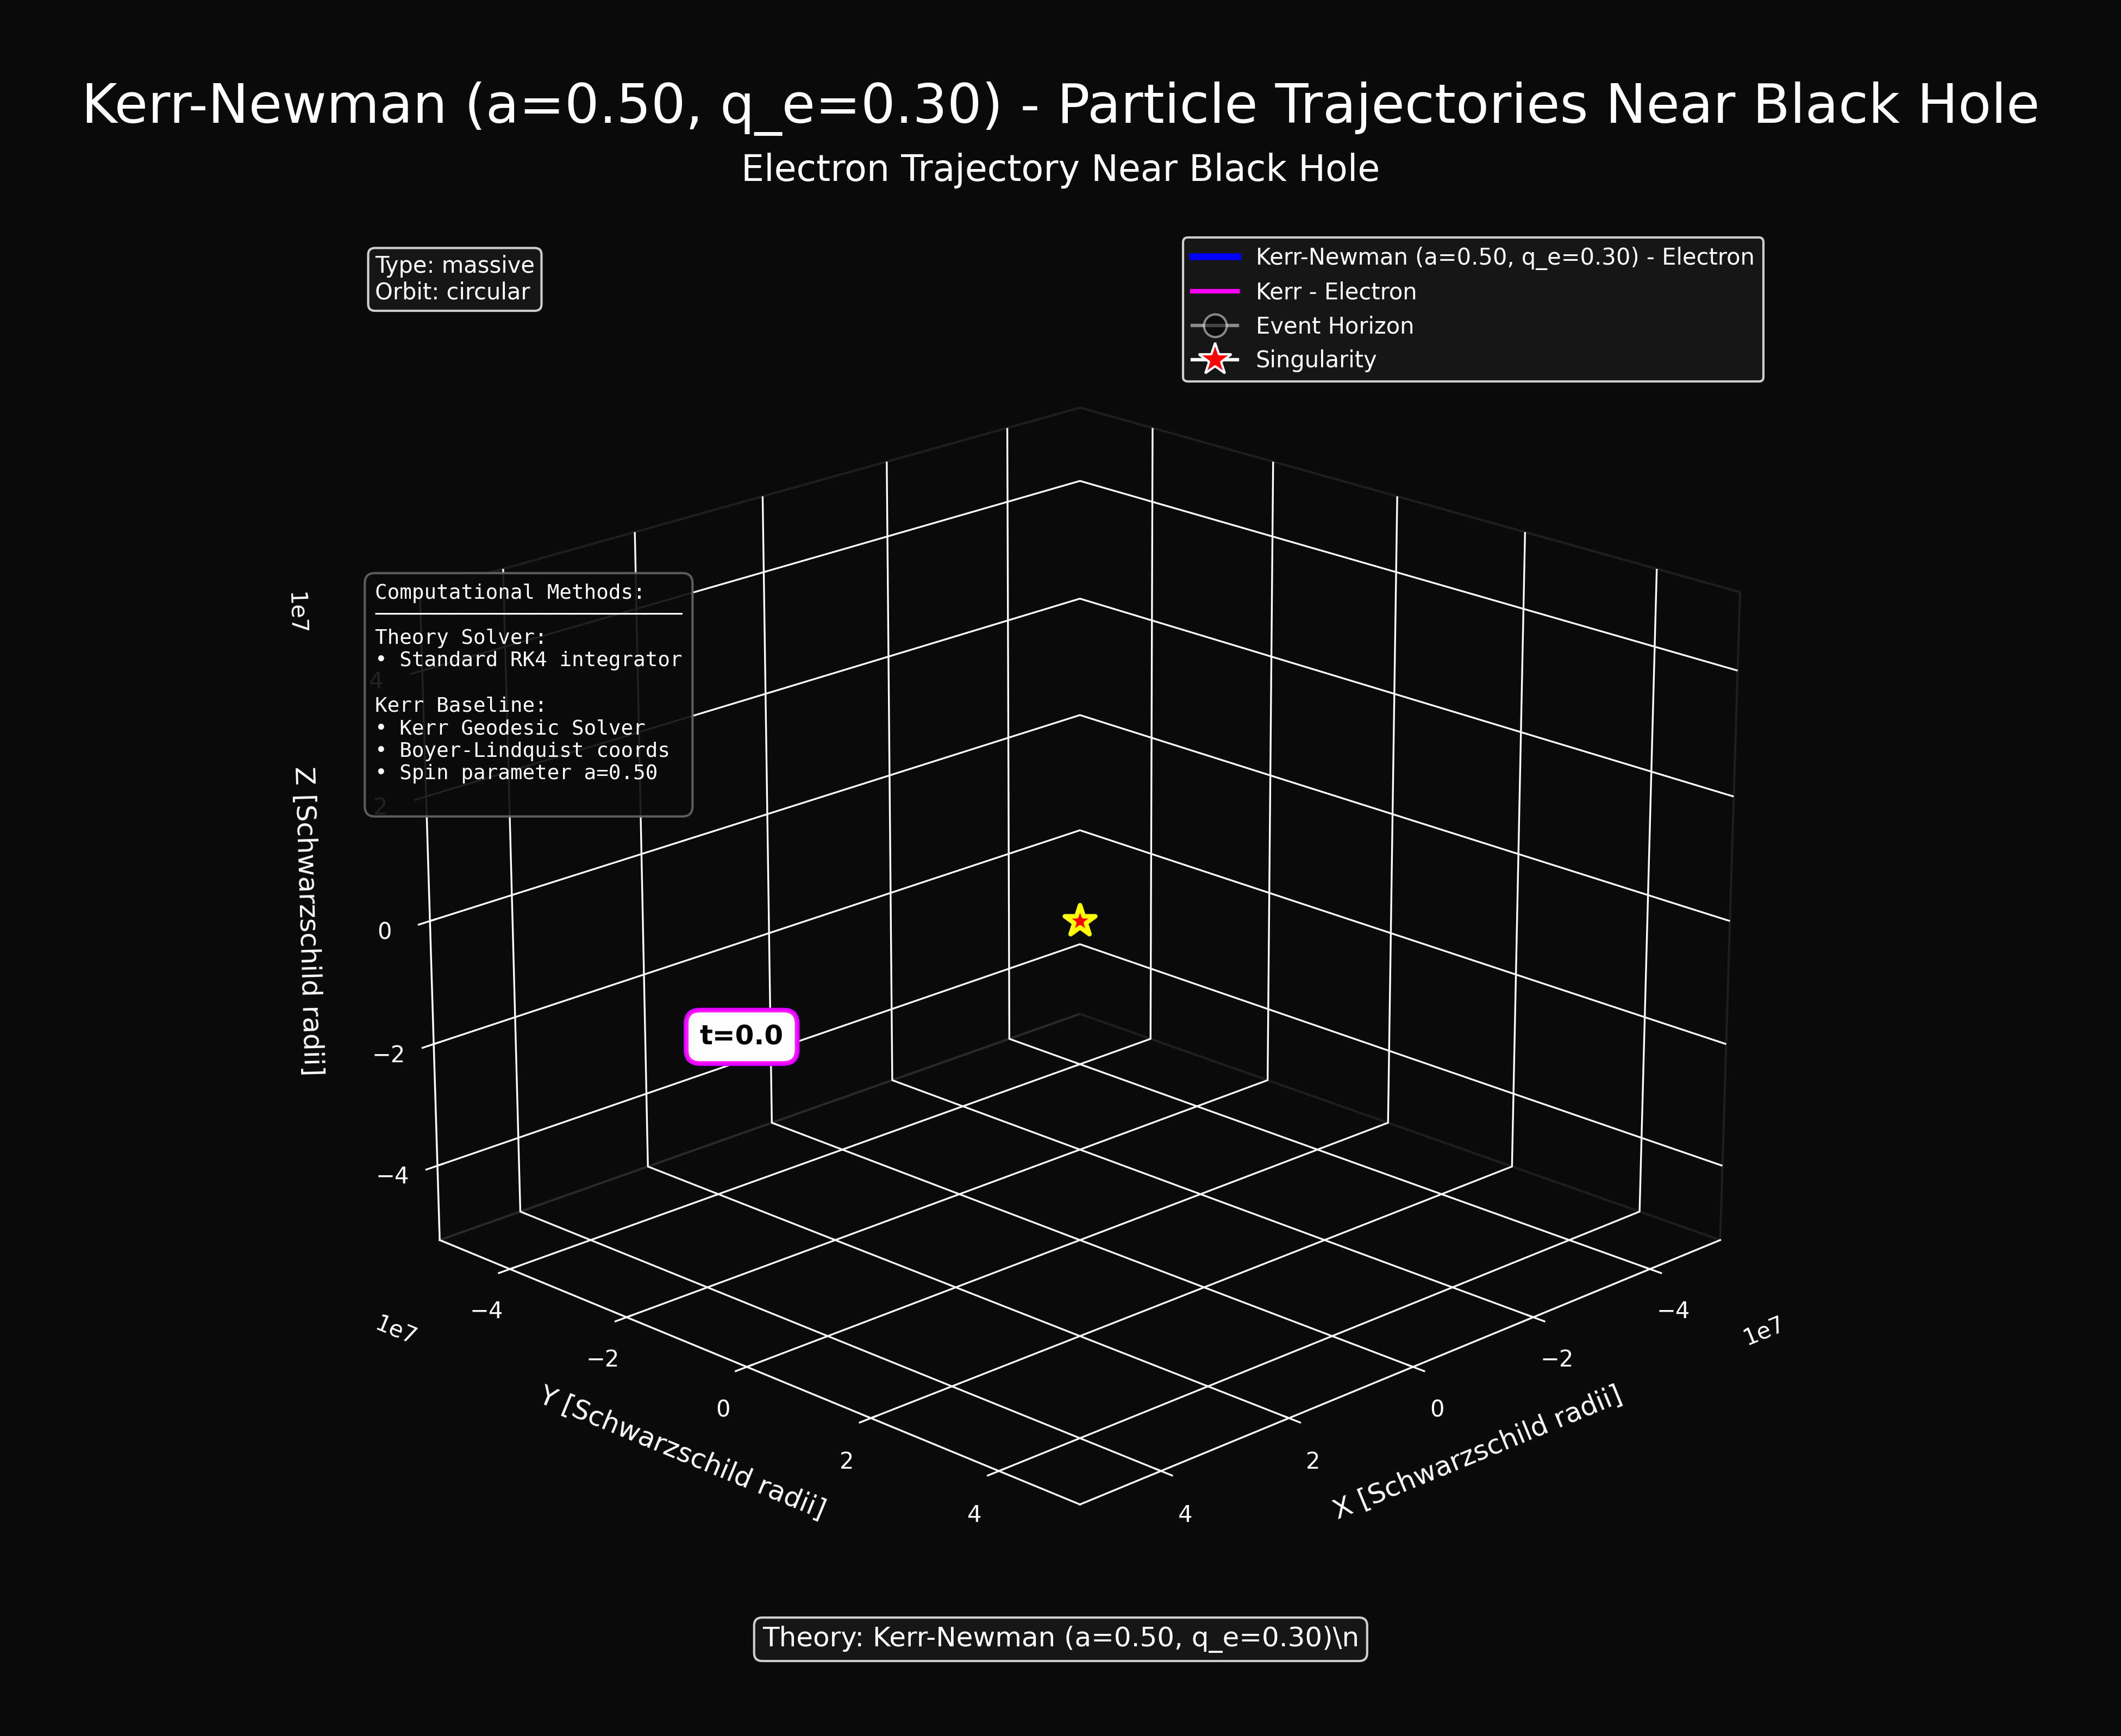 Kerr-Newman (a=0.50, q_e=0.30) - Particle Trajectories Near Black Hole
Electron Trajectory Near Black Hole
Type: massive
Orbit: circular
Kerr-Newman (a=0.50, q_e=0.30) - Electron
Kerr - Electron
Event Horizon
Singularity
1e7
Computational Methods:
Theory Solver:
• Standard RK4 integrator
Kerr Baseline:
• Kerr Geodesic Solver
• Boyer-Lindquist coords
• Spin parameter a=0.50
Z [Schwarzschild radii]
4
2
0
−2
−4
t=0.0
1e7
−4
−2
0
2
4
Y [Schwarzschild radii]
1e7
−4
−2
0
2
4
X [Schwarzschild radii]
Theory: Kerr-Newman (a=0.50, q_e=0.30)\n